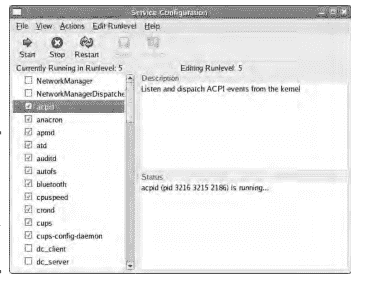 Service Configuration
File View Actions Edit Runlevel Help
Start Stop Restart
Currently Running in Runlevel: 5 Editing Runlevel: 5
NetworkManager
NetworkManagerDispatche
acpid
anacron
apmd
atd
auditd
autofs
bluetooth
cpuspeed
crond
cups
cups-config-daemon
dc_client
dc_server
Description
Listen and dispatch ACPI events from the kernel
Status
acpid (pid 3216 3215 2186) is running...